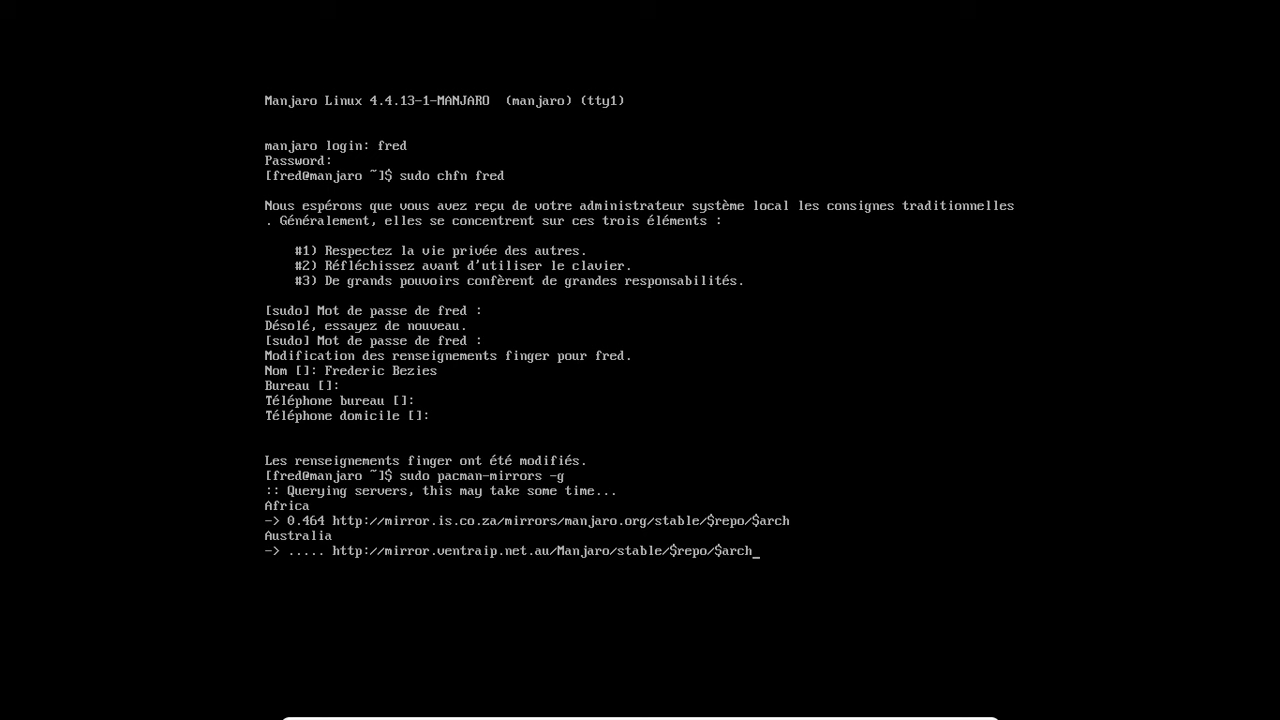 Manjaro Linux 4.4.13-1-MANJARO  (manjaro) (tty1)
manjaro login: fred
Password:
[fred@manjaro ~]$ sudo chfn fred
Nous espérons que vous avez reçu de votre administrateur système local les consignes traditionnelles
. Généralement, elles se concentrent sur ces trois éléments :
#1) Respectez la vie privée des autres.
#2) Réfléchissez avant d'utiliser le clavier.
#3) De grands pouvoirs confèrent de grandes responsabilités.
[sudo] Mot de passe de fred :
Désolé, essayez de nouveau.
[sudo] Mot de passe de fred :
Modification des renseignements finger pour fred.
Nom []: Frederic Bezies
Bureau []:
Téléphone bureau []:
Téléphone domicile []:
Les renseignements finger ont été modifiés.
[fred@manjaro ~]$ sudo pacman-mirrors -g
:: Querying servers, this may take some time...
Africa
-> 0.464 http://mirror.is.co.za/mirrors/manjaro.org/stable/$repo/$arch
Australia
-> ..... http://mirror.ventraip.net.au/Manjaro/stable/$repo/$arch_